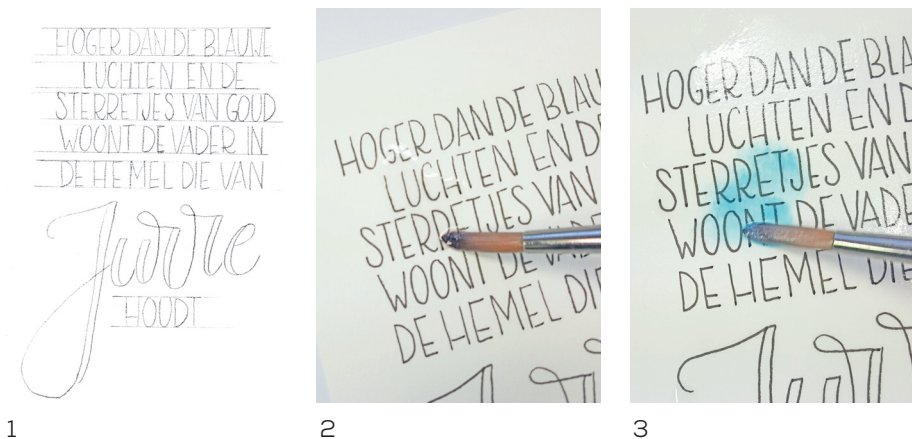 HOGER DAN DE BLAUWE
LUCHTEN EN DE
STERRETJES VAN GOUD
WOONT DE VADER IN
DE HEMEL DIE VAN
Jurre
HOUDT
1
HOGER DAN DE BLAU
LUCHTEN EN DE
STERRETJES VAN
WOONT DE VADE
DE HEMEL DI
2
HOGER DAN DE BLA
LUCHTEN EN D
STERRETJES VAN
WOONT DE VADER
DE HEMEL DIE
3